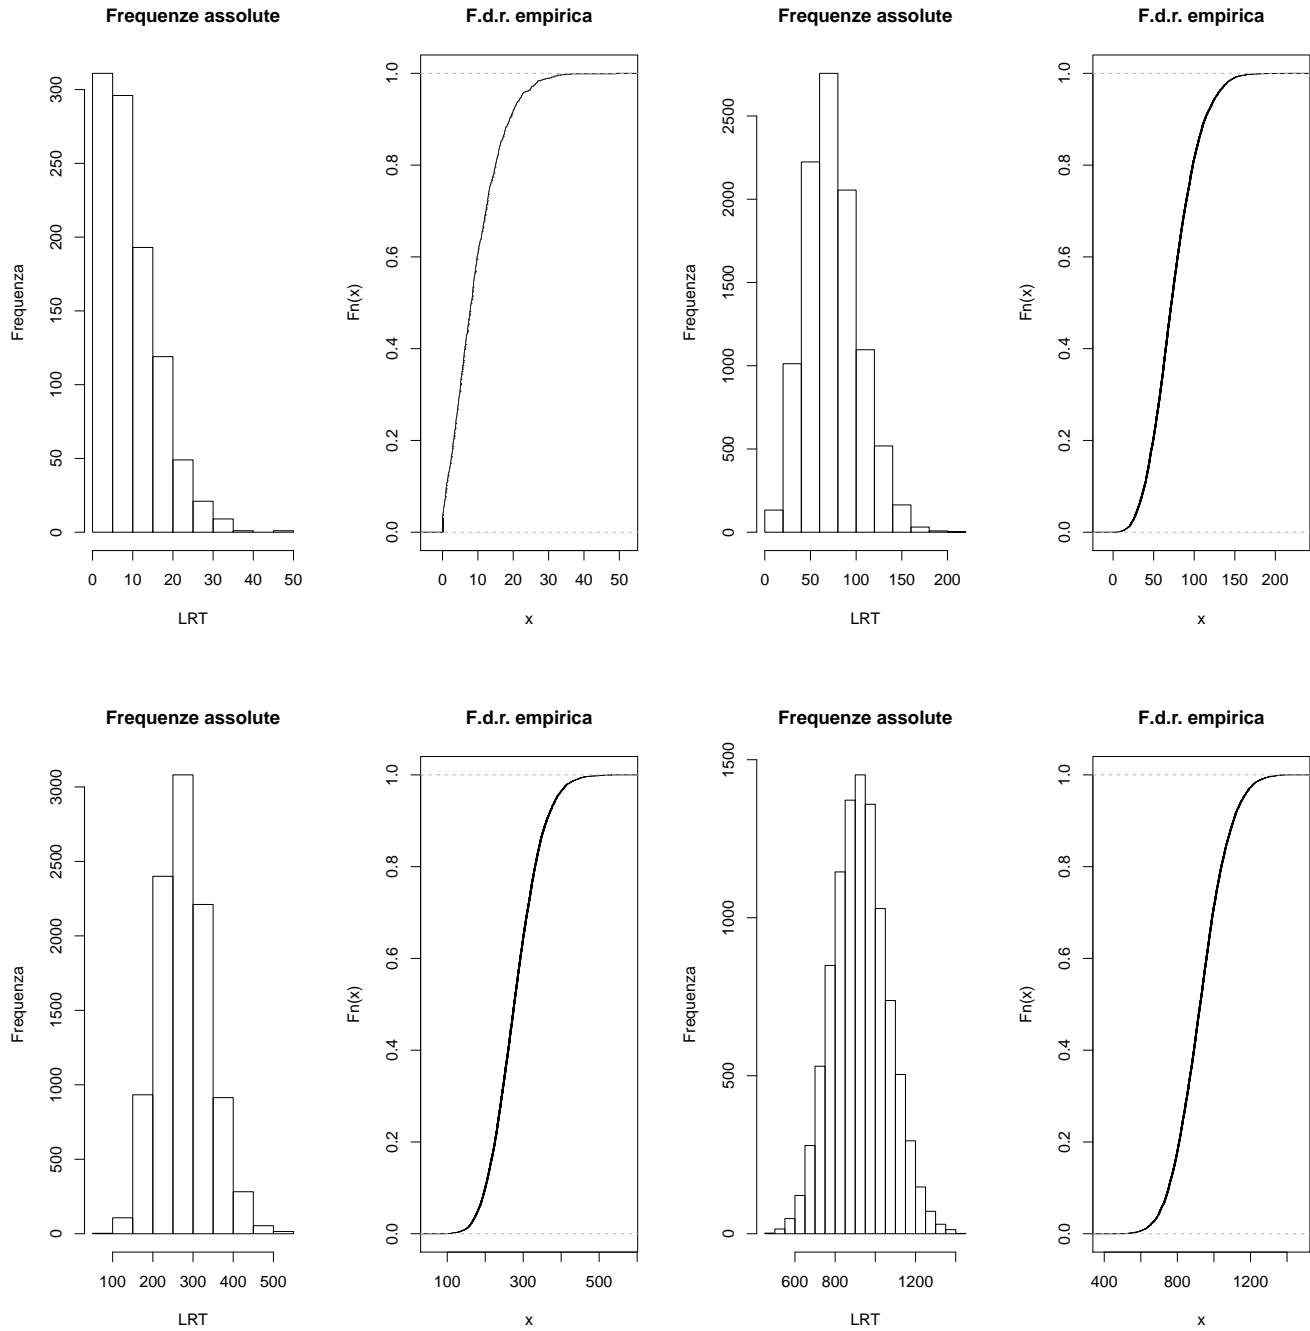 Frequenze assolute
Frequenza
0 50 100 150 200 250 300
0 10 20 30 40 50
LRT
F.d.r. empirica
Fn(x)
0.0 0.2 0.4 0.6 0.8 1.0
0 10 20 30 40 50
x
Frequenze assolute
Frequenza
0 500 1000 1500 2000 2500
0 50 100 150 200
LRT
F.d.r. empirica
Fn(x)
0.0 0.2 0.4 0.6 0.8 1.0
0 50 100 150 200
x
Frequenze assolute
Frequenza
0 500 1000 1500 2000 2500 3000
100 200 300 400 500
LRT
F.d.r. empirica
Fn(x)
0.0 0.2 0.4 0.6 0.8 1.0
100 300 500
x
Frequenze assolute
Frequenza
0 500 1000 1500
600 800 1200
LRT
F.d.r. empirica
Fn(x)
0.0 0.2 0.4 0.6 0.8 1.0
400 800 1200
x